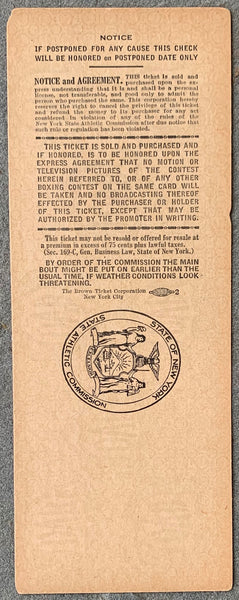 NOTICE
IF POSTPONED FOR ANY CAUSE THIS CHECK
WILL BE HONORED on POSTPONED DATE ONLY
NOTICE and AGREEMENT. THIS ticket is sold and
purchased upon the ex-
press understanding that it is and shall be a personal
license, not transferable, and good only to admit the
person who purchased the same. This corporation hereby
reserves the right to cancel the privilege of this ticket
and refund the money to its purchaser for any act
considered in violation of any of the rules of the
New York State Athletic Commission after due notice that
such rule or regulation has been violated.
THIS TICKET IS SOLD AND PURCHASED AND
IF HONORED, IS TO BE HONORED UPON THE
EXPRESS AGREEMENT THAT NO MOTION OR
TELEVISION PICTURES OF THE CONTEST
HEREIN REFERRED TO, OR OF ANY OTHER
BOXING CONTEST ON THE SAME CARD WILL
BE TAKEN AND NO BROADCASTING THEREOF
EFFECTED BY THE PURCHASER OR HOLDER
OF THIS TICKET, EXCEPT THAT MAY BE
AUTHORIZED BY THE PROMOTER IN WRITING.
This ticket may not be resold or offered for resale at
a premium in excess of 75 cents plus lawful taxes.
(Sec. 169-C, Gen. Business Law, State of New York.)
BY ORDER OF THE COMMISSION THE MAIN
BOUT MIGHT BE PUT ON EARLIER THAN THE
USUAL TIME, IF WEATHER CONDITIONS LOOK
THREATENING.
The Brown Ticket Corporation
2
New York City
STATE OF NEW YORK
STATE ATHLETIC COMMISSION